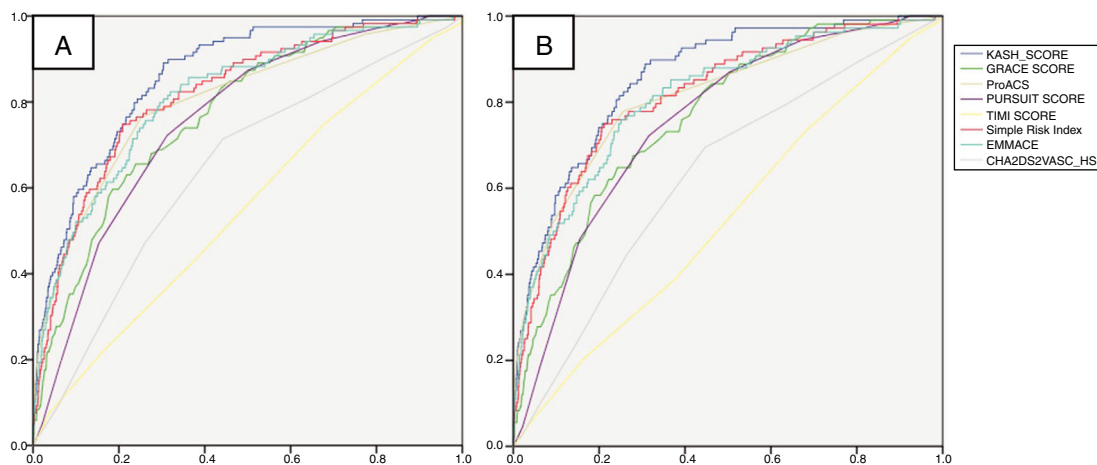 A
B
1.0
0.8
0.6
0.4
0.2
0.0
0.0
0.2
0.4
0.6
0.8
1.0
1.0
0.8
0.6
0.4
0.2
0.0
0.0
0.2
0.4
0.6
0.8
1.0
KASH_SCORE
GRACE SCORE
ProACS
PURSUIT SCORE
TIMI SCORE
Simple Risk Index
EMMACE
CHA2DS2VASC_HS